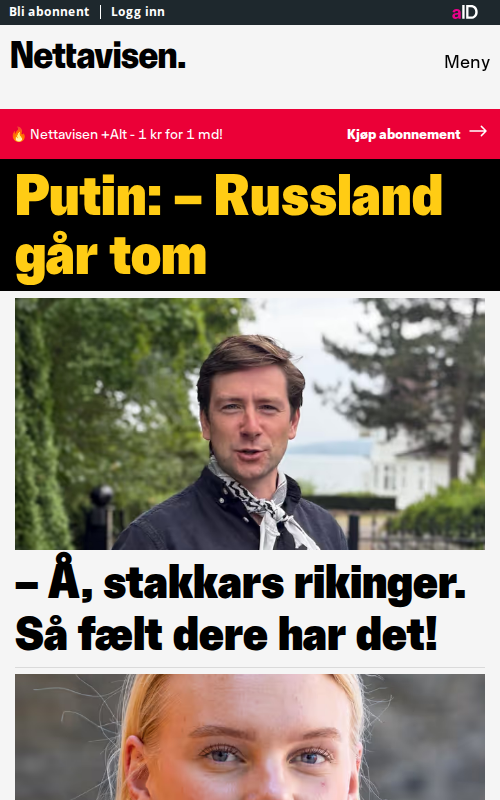 Bli abonnent | Logg inn
aID
Nettavisen.
Meny
🔥 Nettavisen +Alt - 1 kr for 1 md!
Kjøp abonnement →
Putin: – Russland
går tom
– Å, stakkars rikinger.
Så fælt dere har det!